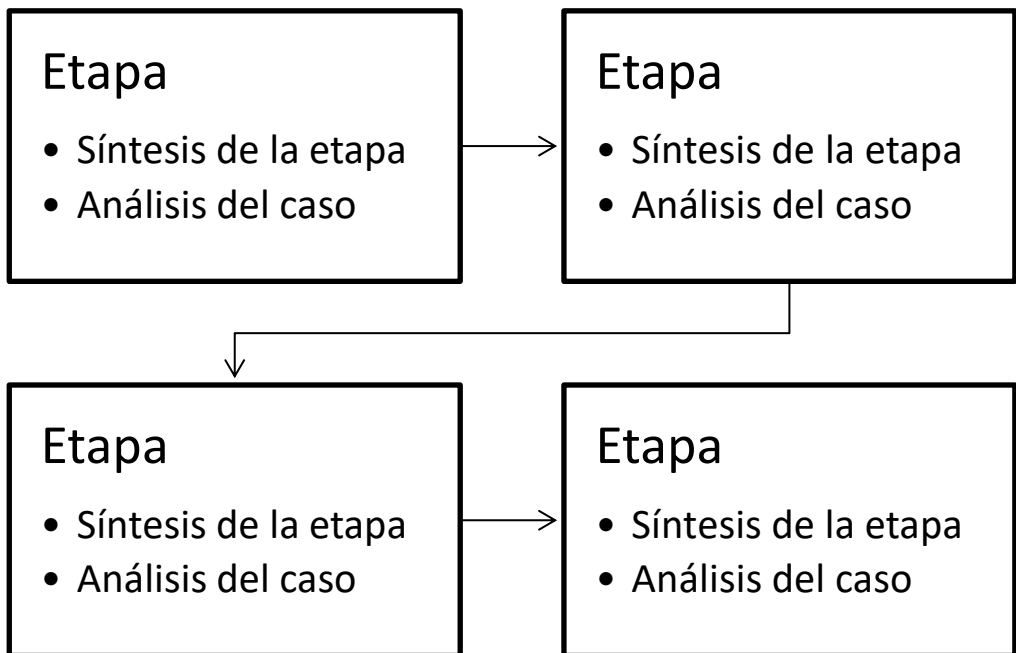 Etapa
• Síntesis de la etapa
• Análisis del caso
Etapa
• Síntesis de la etapa
• Análisis del caso
Etapa
• Síntesis de la etapa
• Análisis del caso
Etapa
• Síntesis de la etapa
• Análisis del caso